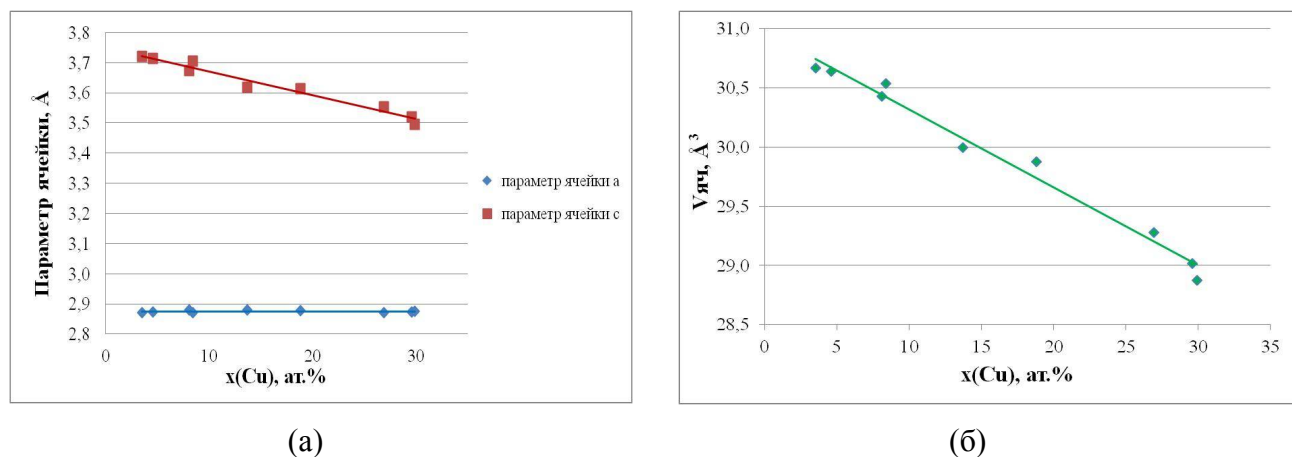 3,8
3,7
3,6
3,5
3,4
3,3
3,2
3,1
3,0
2,9
2,8
Параметр ячейки, Å
0 10 20 30
x(Cu), ат.%
параметр ячейки а
параметр ячейки с
(а)
31,0
30,5
30,0
29,5
29,0
28,5
Vяч, Å³
0 5 10 15 20 25 30 35
x(Cu), ат.%
(б)